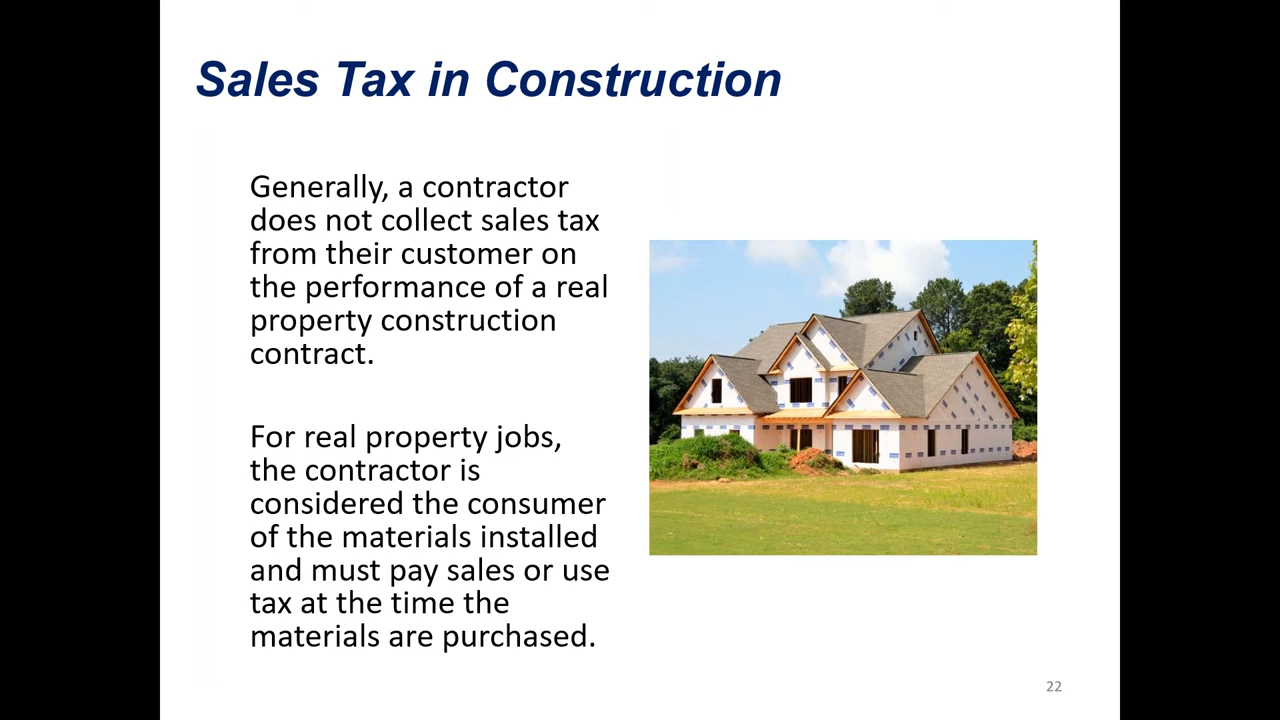 Sales Tax in Construction
Generally, a contractor
does not collect sales tax
from their customer on
the performance of a real
property construction
contract.
For real property jobs,
the contractor is
considered the consumer
of the materials installed
and must pay sales or use
tax at the time the
materials are purchased.
22